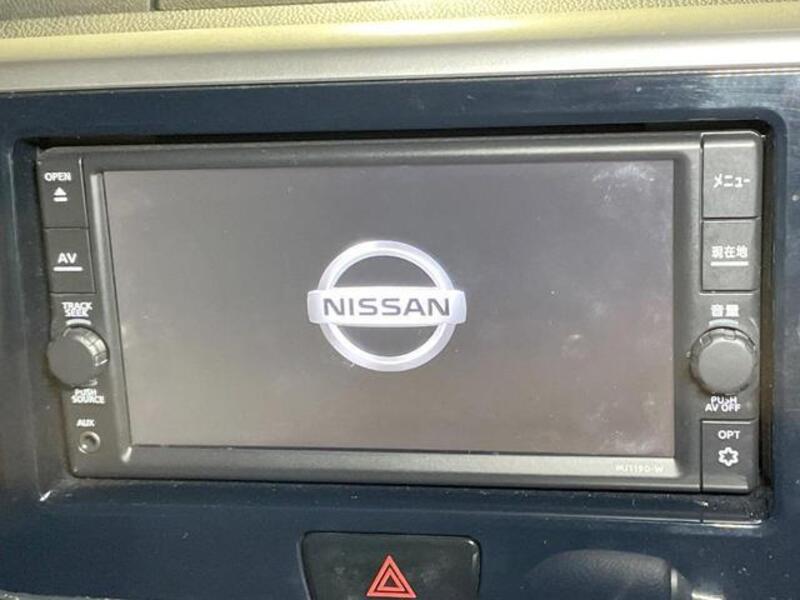 OPEN
AV
TRACK
SEEK
PUSH
SOURCE
AUX
NISSAN
メニュー
現在地
音量
PUSH
AV OFF
OPT
MJ119D-W